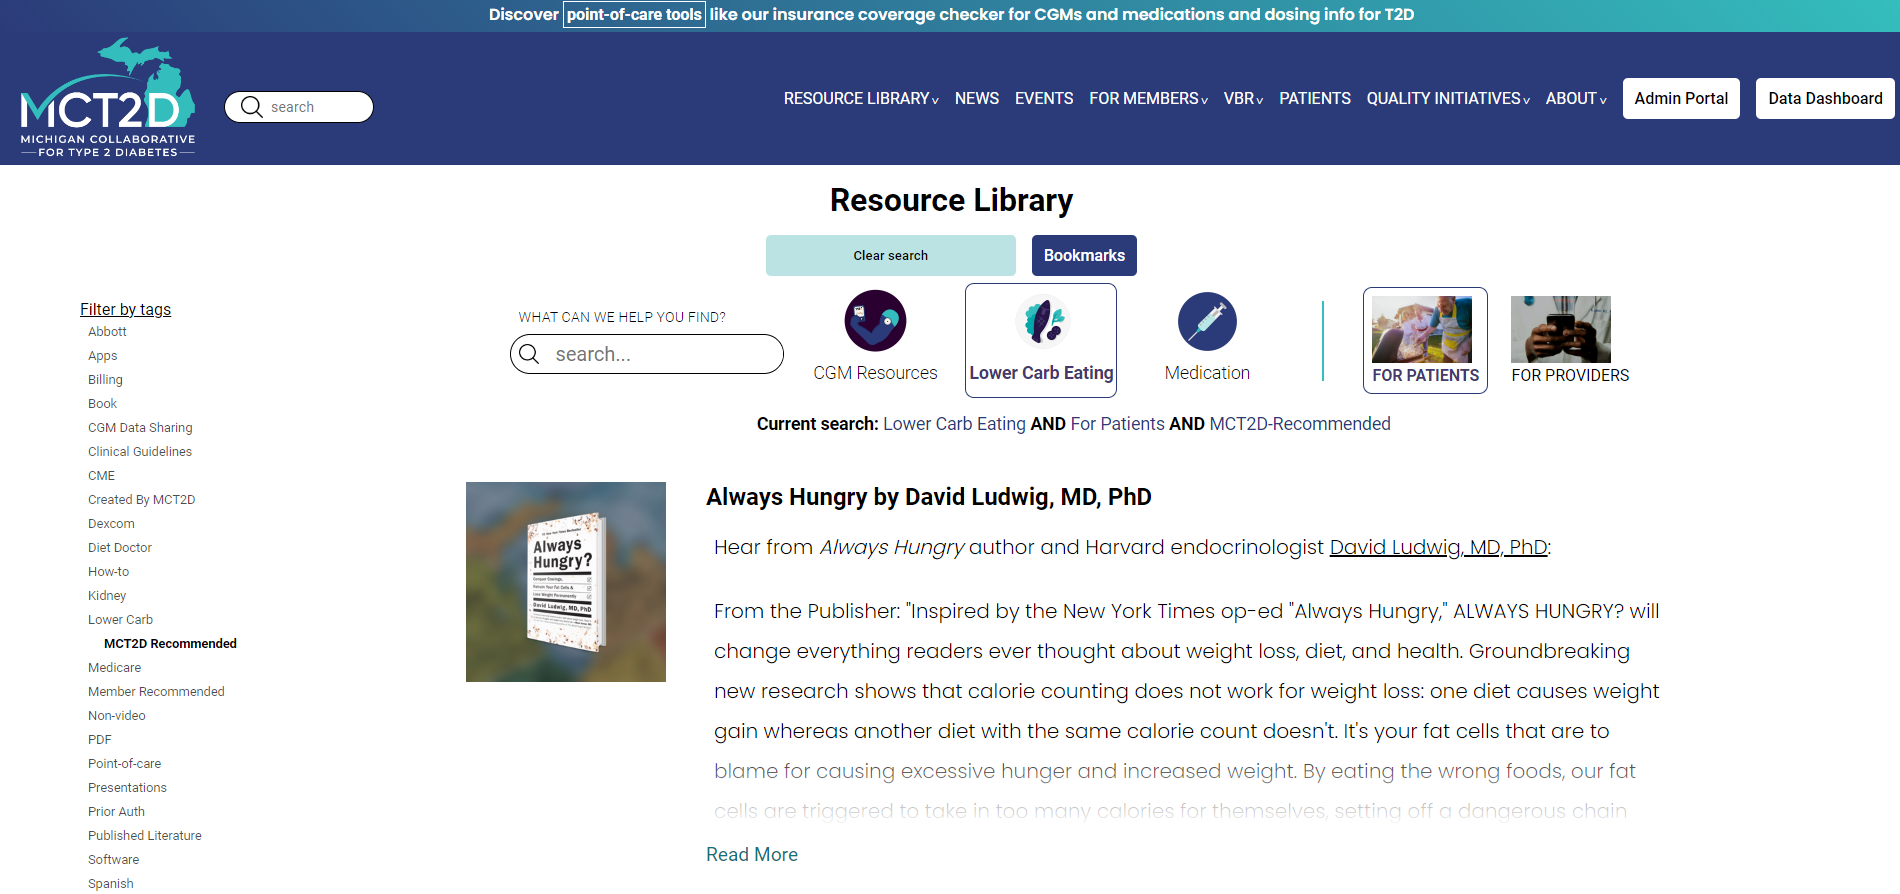 Discover point-of-care tools like our insurance coverage checker for CGMs and medications and dosing info for T2D
MCT2D
MICHIGAN COLLABORATIVE
FOR TYPE 2 DIABETES
search
RESOURCE LIBRARY
NEWS
EVENTS
FOR MEMBERS
VBR
PATIENTS
QUALITY INITIATIVES
ABOUT
Admin Portal
Data Dashboard
Resource Library
Clear search
Bookmarks
Filter by tags
Abbott
Apps
Billing
Book
CGM Data Sharing
Clinical Guidelines
CME
Created By MCT2D
Dexcom
Diet Doctor
How-to
Kidney
Lower Carb
MCT2D Recommended
Medicare
Member Recommended
Non-video
PDF
Point-of-care
Presentations
Prior Auth
Published Literature
Software
Spanish
WHAT CAN WE HELP YOU FIND?
search...
CGM Resources
Lower Carb Eating
Medication
FOR PATIENTS
FOR PROVIDERS
Current search: Lower Carb Eating AND For Patients AND MCT2D-Recommended
Always
Hungry?
Conquer Cravings,
Retrain Your Fat Cells &
Lose Weight Permanently
David Ludwig, MD, PhD
Always Hungry by David Ludwig, MD, PhD
Hear from Always Hungry author and Harvard endocrinologist David Ludwig, MD, PhD:
From the Publisher: "Inspired by the New York Times op-ed "Always Hungry," ALWAYS HUNGRY? will
change everything readers ever thought about weight loss, diet, and health. Groundbreaking
new research shows that calorie counting does not work for weight loss: one diet causes weight
gain whereas another diet with the same calorie count doesn't. It's your fat cells that are to
blame for causing excessive hunger and increased weight. By eating the wrong foods, our fat
cells are triggered to take in too many calories for themselves, setting off a dangerous chain
Read More